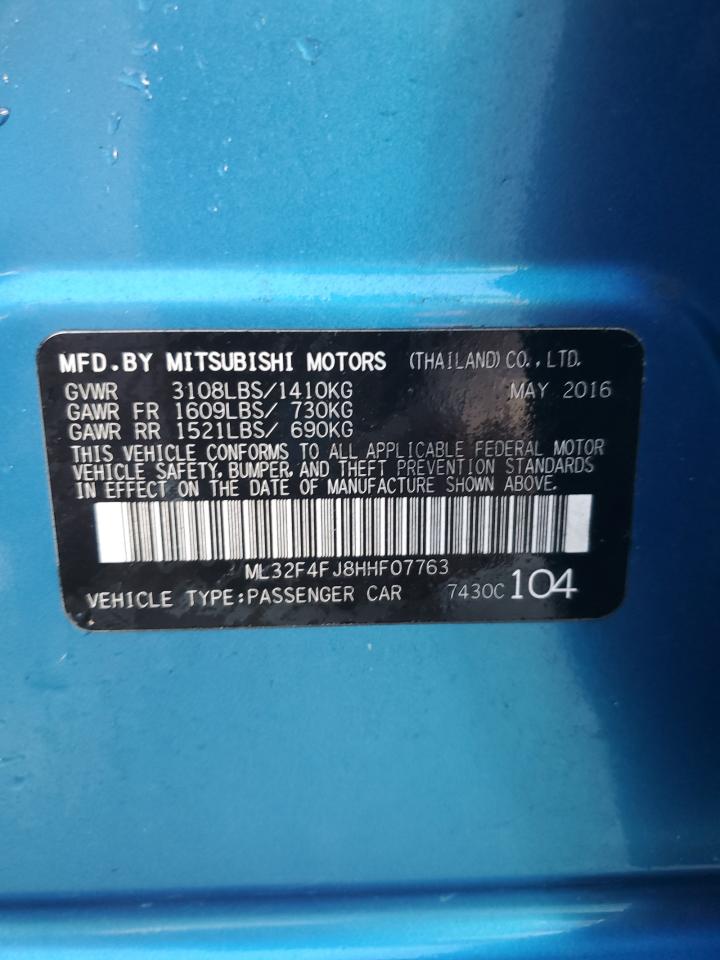 MFD.BY MITSUBISHI MOTORS (THAILAND) CO., LTD.
GVWR 3108LBS/1410KG MAY 2016
GAWR FR 1609LBS/ 730KG
GAWR RR 1521LBS/ 690KG
THIS VEHICLE CONFORMS TO ALL APPLICABLE FEDERAL MOTOR
VEHICLE SAFETY, BUMPER, AND THEFT PREVENTION STANDARDS
IN EFFECT ON THE DATE OF MANUFACTURE SHOWN ABOVE.
ML32F4FJ8HHF07763
VEHICLE TYPE:PASSENGER CAR 7430C 104